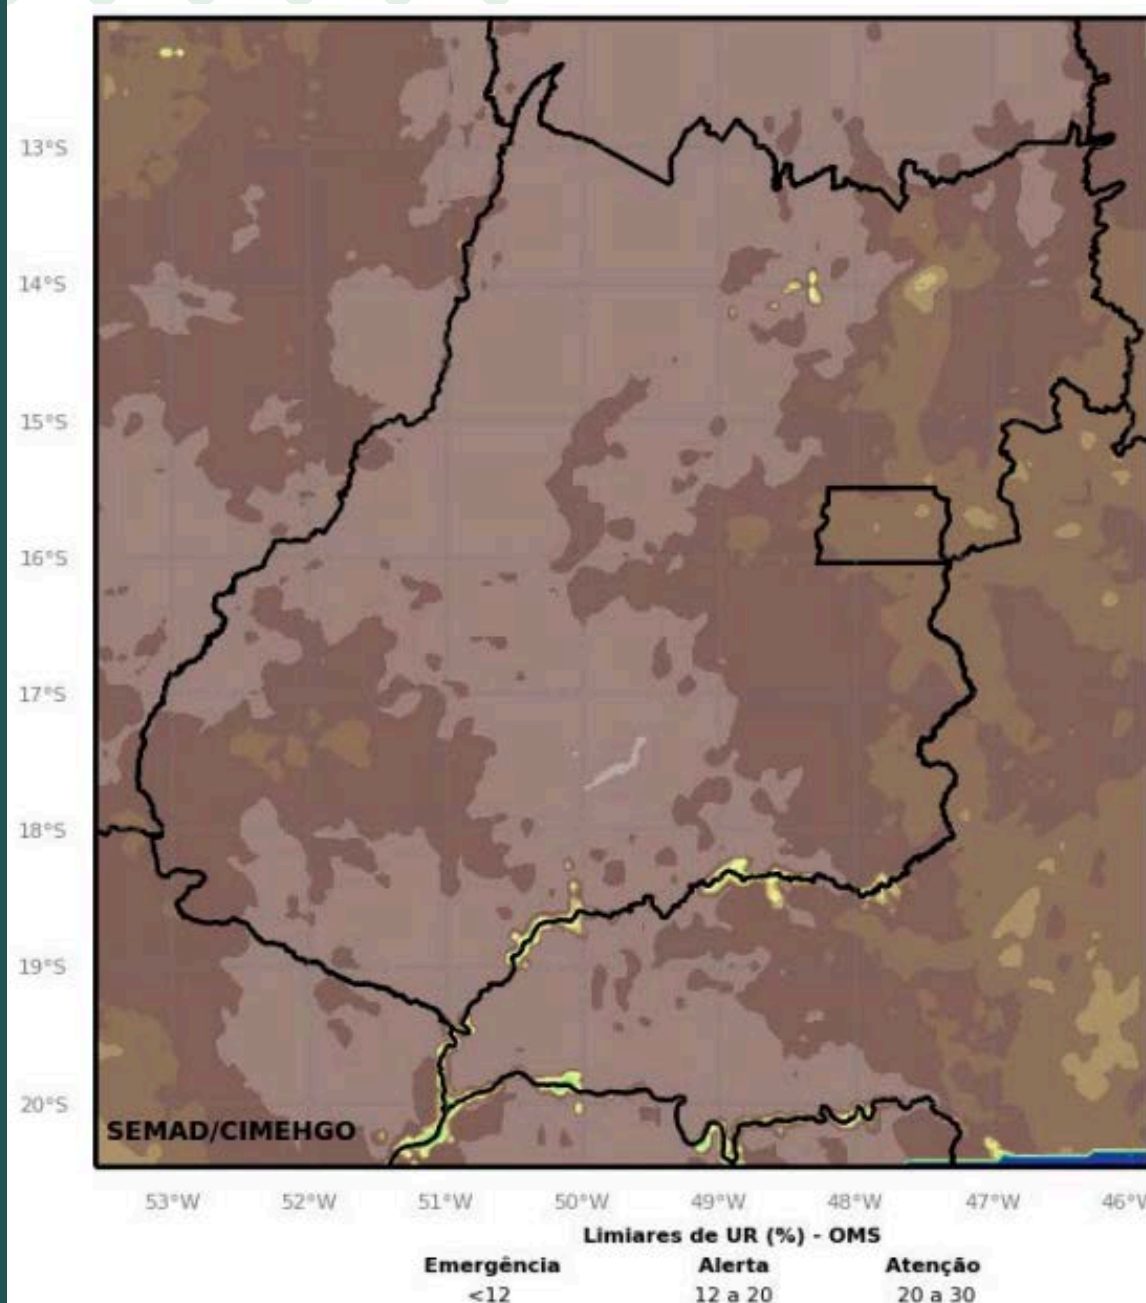 13°S
14°S
15°S
16°S
17°S
18°S
19°S
20°S
SEMAD/CIMEHGO
53°W 52°W 51°W 50°W 49°W 48°W 47°W 46°W
Limiares de UR (%) - OMS
Emergência Alerta Atenção
<12 12 a 20 20 a 30